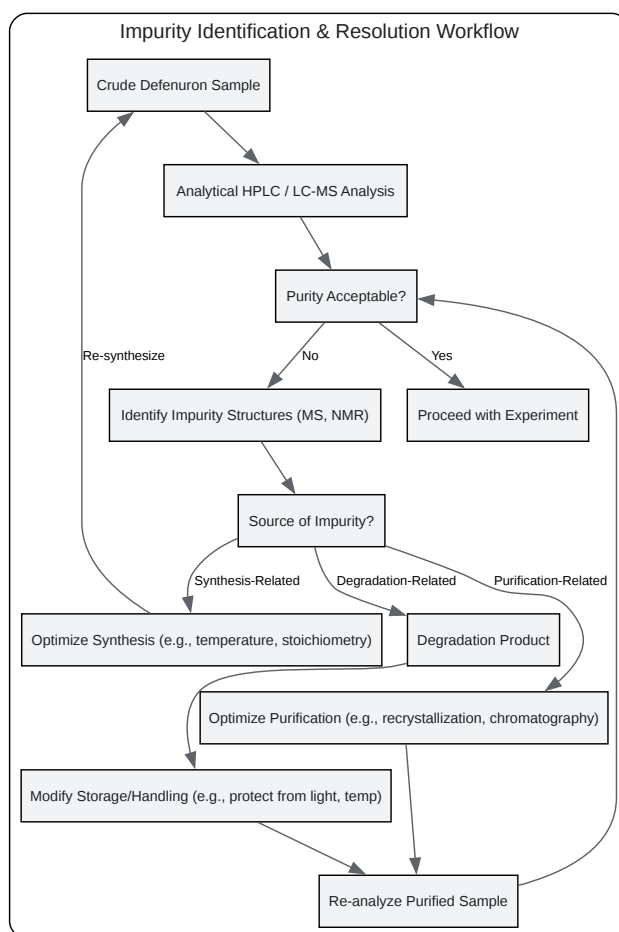 Impurity Identification & Resolution Workflow
Crude Defenuron Sample
Analytical HPLC / LC-MS Analysis
Purity Acceptable?
Re-synthesize
No
Yes
Identify Impurity Structures (MS, NMR)
Proceed with Experiment
Source of Impurity?
Synthesis-Related
Degradation-Related
Purification-Related
Optimize Synthesis (e.g., temperature, stoichiometry)
Degradation Product
Optimize Purification (e.g., recrystallization, chromatography)
Modify Storage/Handling (e.g., protect from light, temp)
Re-analyze Purified Sample